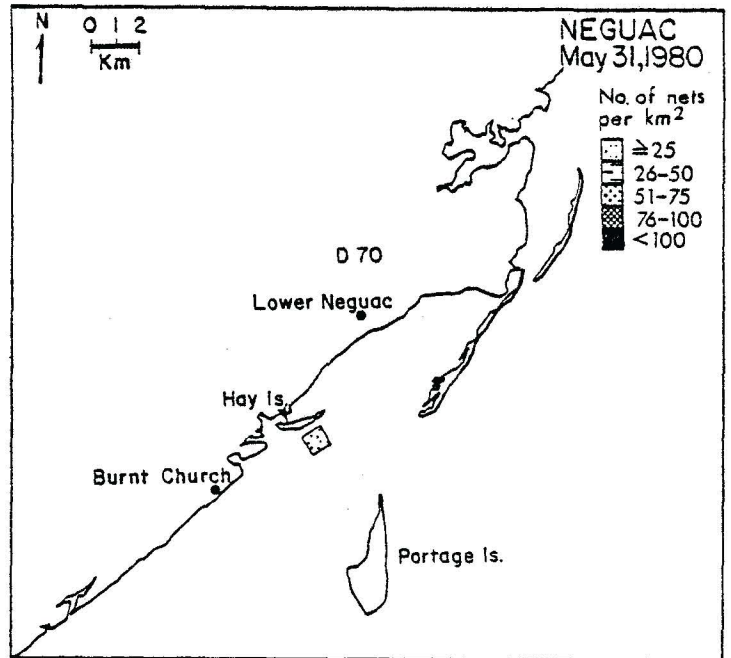 N
0 1 2
Km
NEGUAC
May 31,1980
No. of nets
per km²
≧25
26-50
51-75
76-100
<100
D 70
Lower Neguac
Hay Is.
Burnt Church
Portage Is.